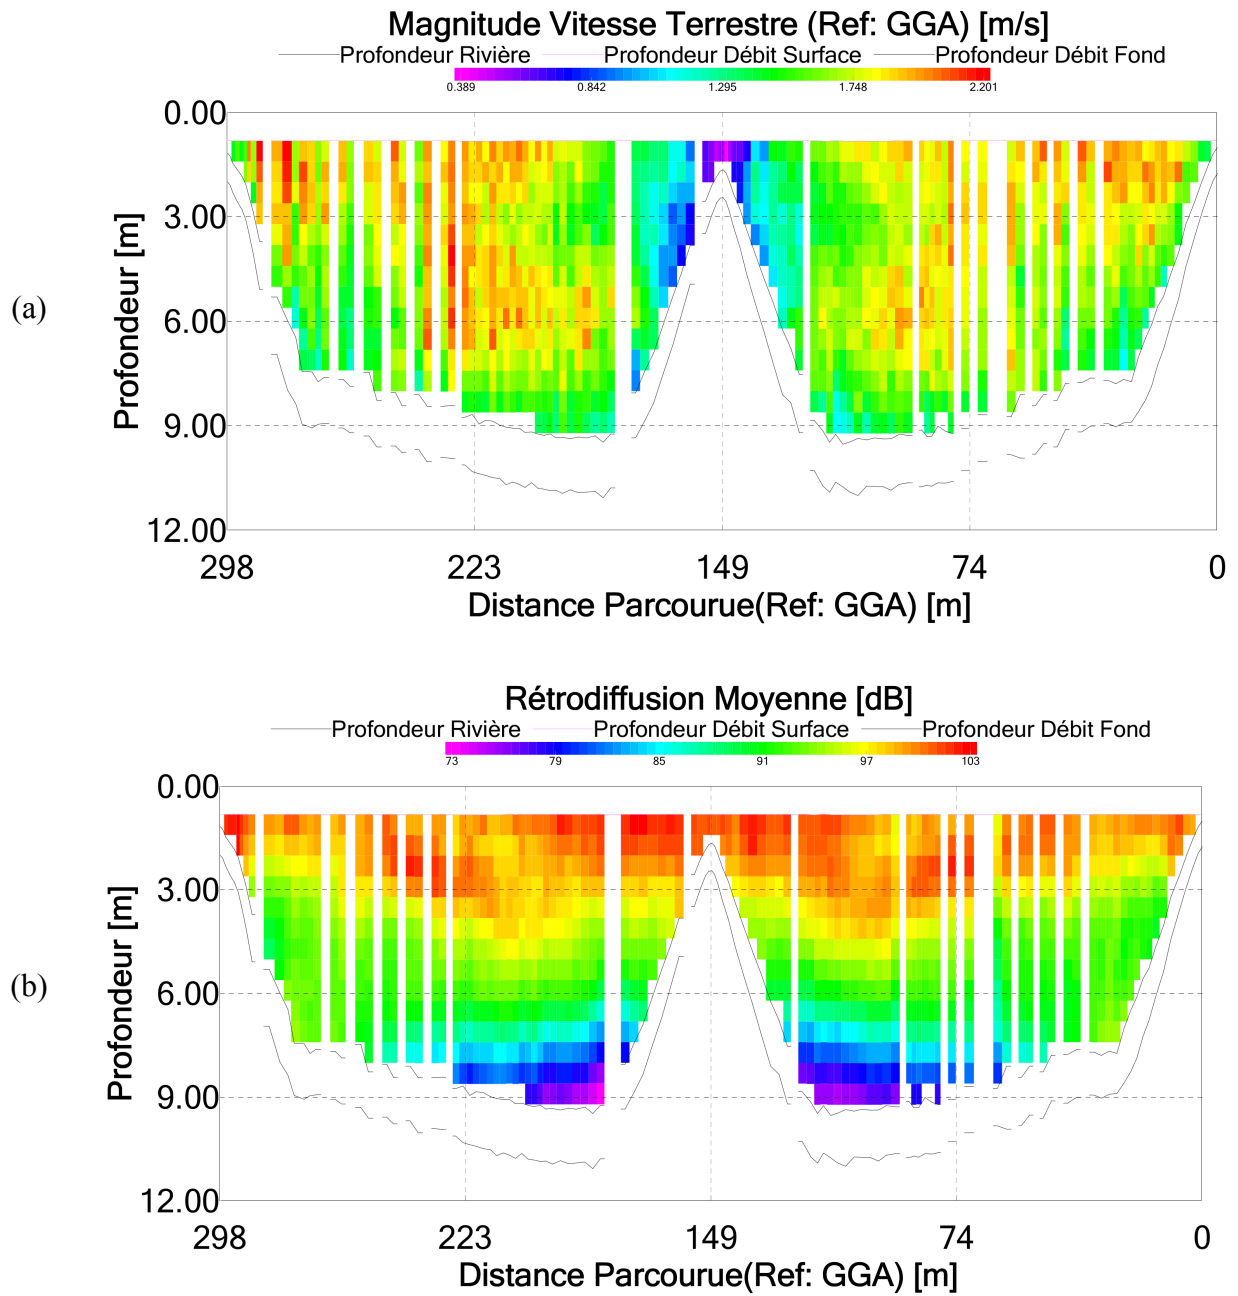 Magnitude Vitesse Terrestre (Ref: GGA) [m/s]
Profondeur Rivière Profondeur Débit Surface Profondeur Débit Fond
0.389 0.842 1.295 1.748 2.201
0.00
3.00
6.00
9.00
12.00
Profondeur [m]
(a)
298 223 149 74 0
Distance Parcourue(Ref: GGA) [m]
Rétrodiffusion Moyenne [dB]
Profondeur Rivière Profondeur Débit Surface Profondeur Débit Fond
73 79 85 91 97 103
0.00
3.00
6.00
9.00
12.00
Profondeur [m]
(b)
298 223 149 74 0
Distance Parcourue(Ref: GGA) [m]